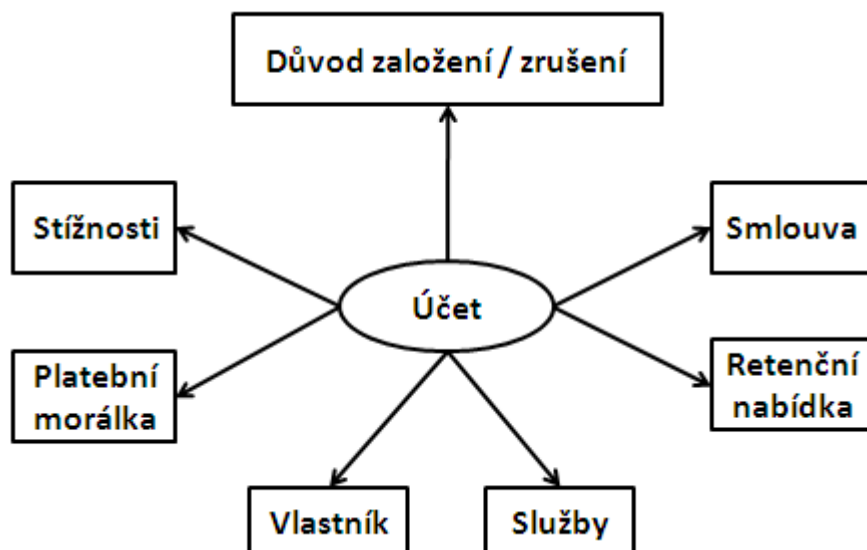 Důvod založení / zrušení
Stížnosti
Smlouva
Účet
Platební
morálka
Retenční
nabídka
Vlastník
Služby